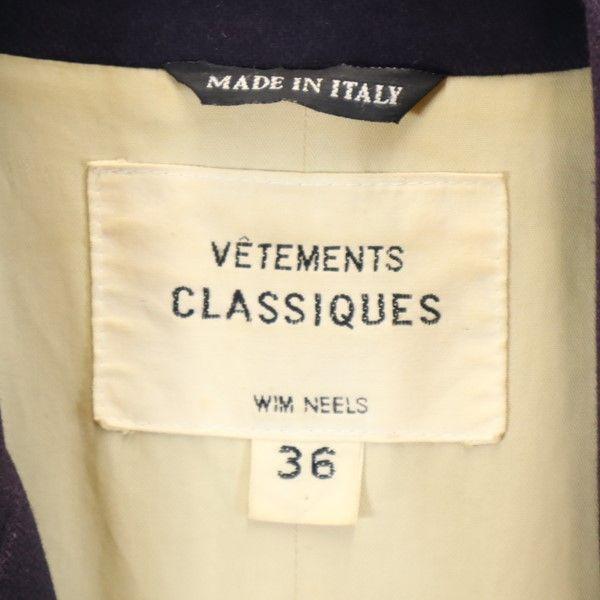 MADE IN ITALY
VÊTEMENTS
CLASSIQUES
WIM NEELS
36